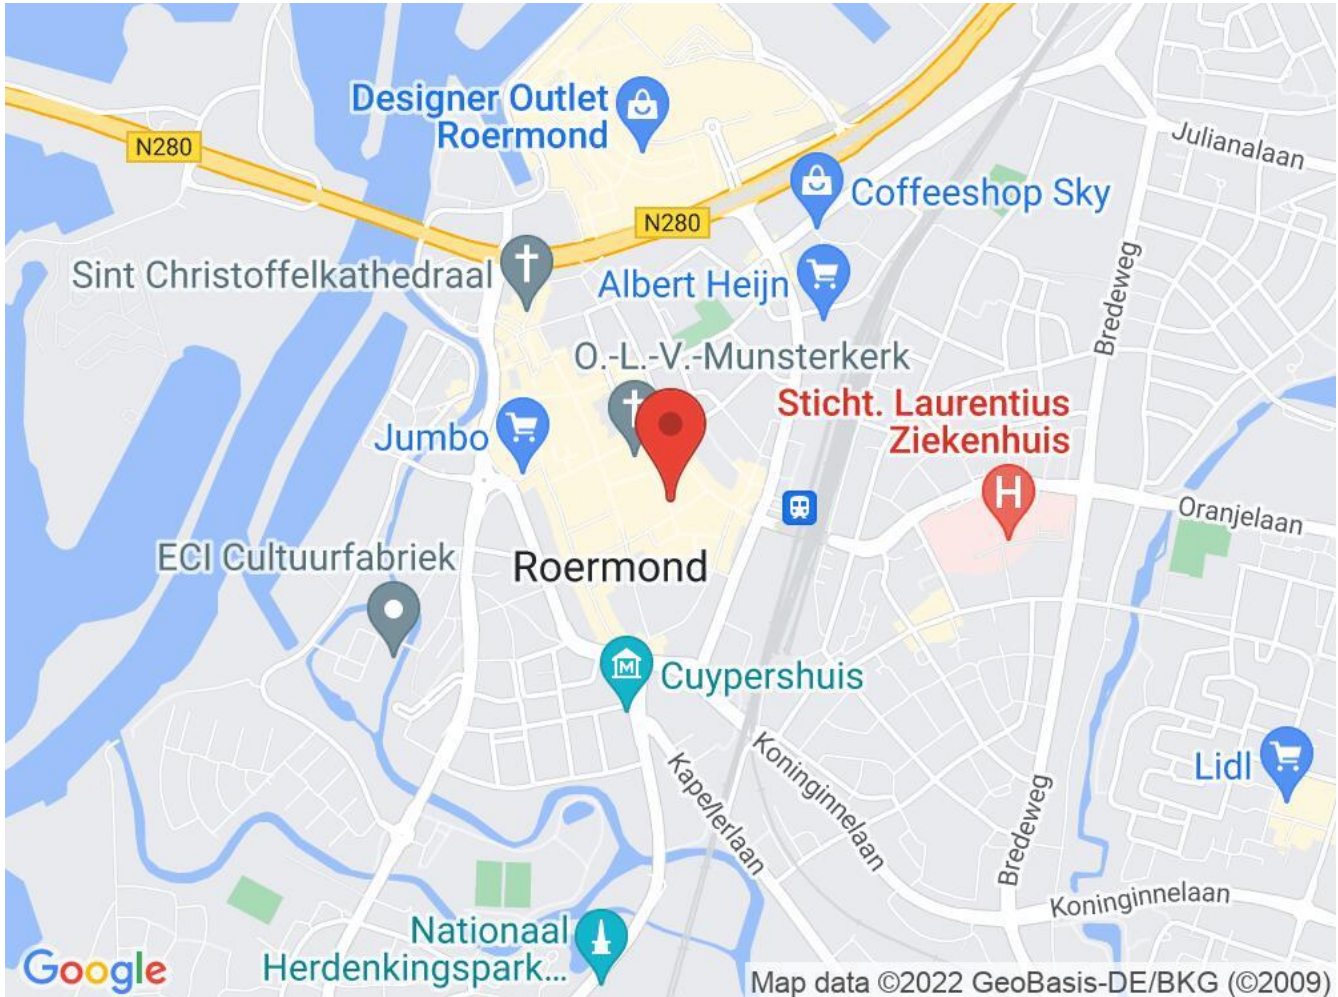 Designer Outlet
Roermond
N280
Julianalaan
Coffeeshop Sky
N280
Sint Christoffelkathedraal
Albert Heijn
Bredeweg
O.-L.-V.-Munsterkerk
Sticht. Laurentius
Ziekenhuis
Jumbo
H
Oranjelaan
ECI Cultuurfabriek
Roermond
M
Cuypershuis
Koninginnelaan
Kapellerlaan
Lidl
Bredeweg
Koninginnelaan
Nationaal
Herdenkingspark...
Google
Map data ©2022 GeoBasis-DE/BKG (©2009)